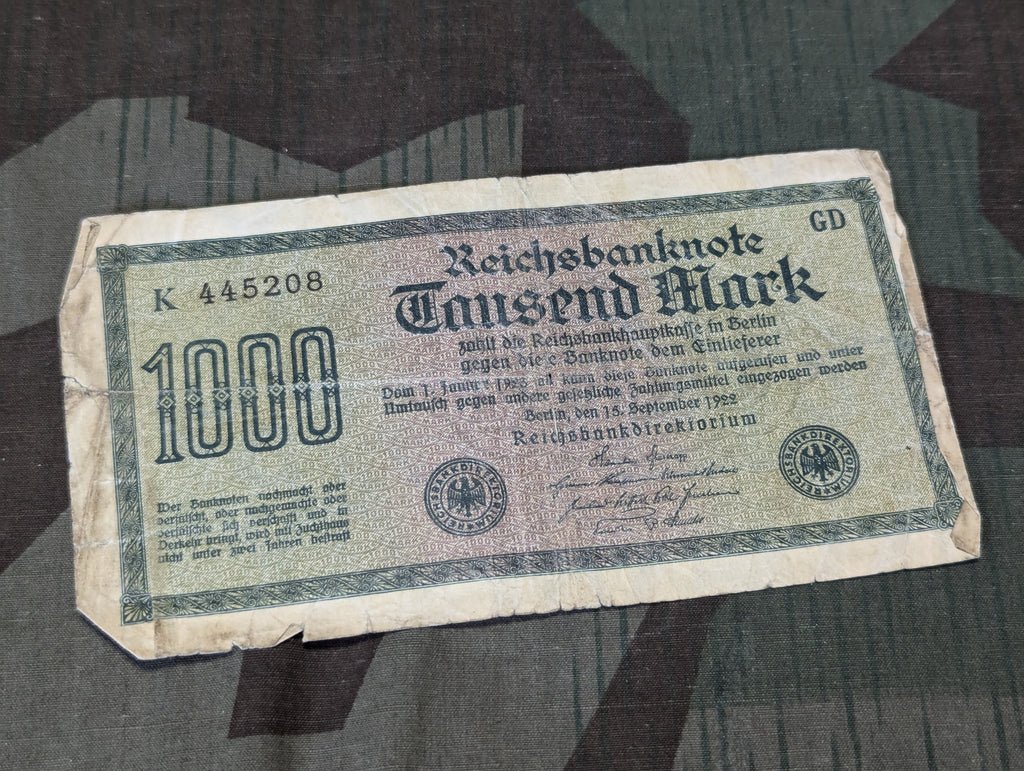 Reichsbanknote
GD
K 445208
Tausend Mark
zahlt die Reichsbankhauptkasse in Berlin
gegen diese Banknote dem Einlieferer
1000
Vom 1. Januar 1923 ab kann diese Banknote aufgerufen und unter
Umtausch gegen andere gesetzliche Zahlungsmittel eingezogen werden
Berlin, den 15. September 1922
Reichsbankdirektorium
Wer Banknoten nachmacht oder
verfälscht, oder nachgemachte oder
verfälschte sich verschafft und in
Verkehr bringt, wird mit Zuchthaus
nicht unter zwei Jahren bestraft
REICHSBANKDIREKTORIUM
REICHSBANKDIREKTORIUM